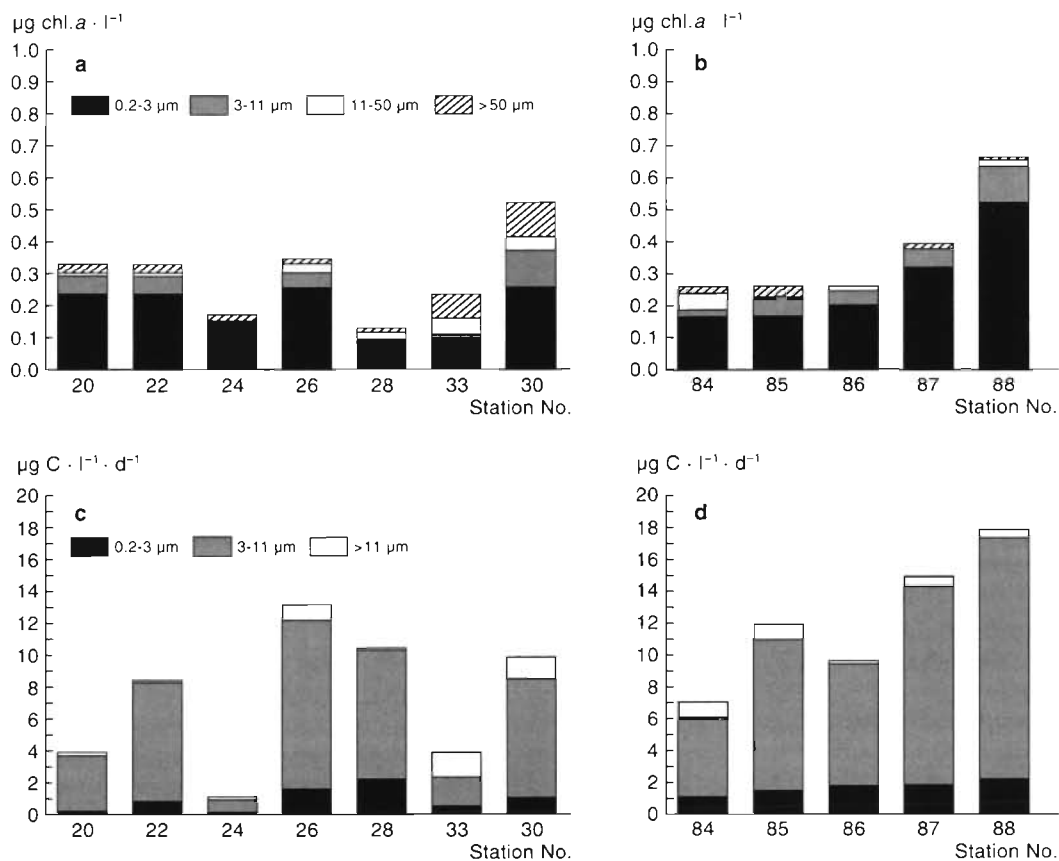 µg chl.a · l⁻¹
a
0.2-3 µm 3-11 µm 11-50 µm >50 µm
1.0
0.9
0.8
0.7
0.6
0.5
0.4
0.3
0.2
0.1
0.0
20 22 24 26 28 33 30
Station No.
µg chl.a l⁻¹
b
1.0
0.9
0.8
0.7
0.6
0.5
0.4
0.3
0.2
0.1
0.0
84 85 86 87 88
Station No.
µg C · l⁻¹ · d⁻¹
c
0.2-3 µm 3-11 µm >11 µm
20
18
16
14
12
10
8
6
4
2
0
20 22 24 26 28 33 30
Station No.
µg C · l⁻¹ · d⁻¹
d
20
18
16
14
12
10
8
6
4
2
0
84 85 86 87 88
Station No.